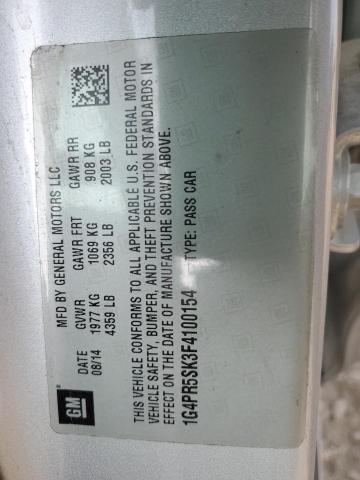 GM
MFD BY GENERAL MOTORS LLC
DATE GVWR GAWR FRT GAWR RR
08/14 1977 KG 1069 KG 908 KG
4359 LB 2356 LB 2003 LB
THIS VEHICLE CONFORMS TO ALL APPLICABLE U.S. FEDERAL MOTOR
VEHICLE SAFETY, BUMPER, AND THEFT PREVENTION STANDARDS IN
EFFECT ON THE DATE OF MANUFACTURE SHOWN ABOVE.
1G4PR5SK3F4100154 TYPE: PASS CAR